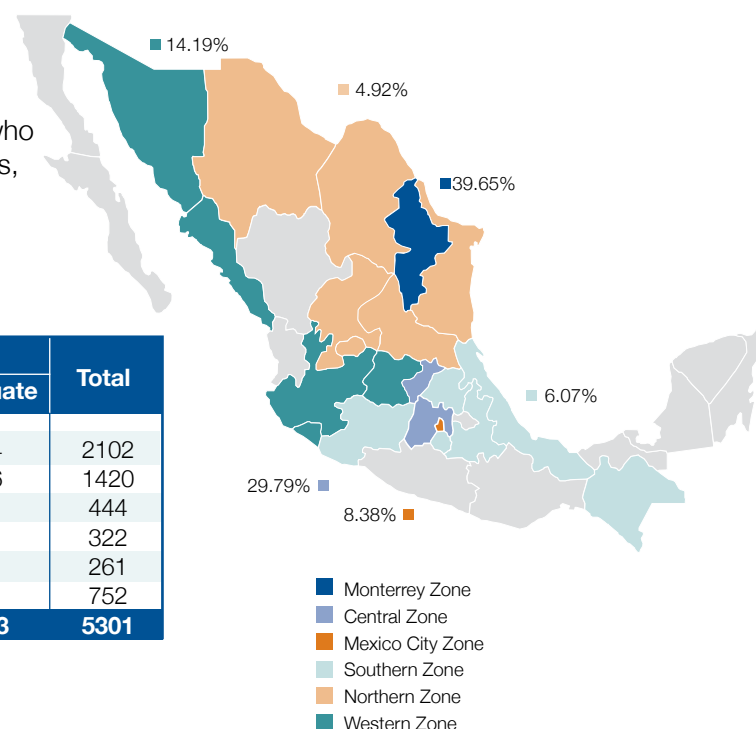 14.19%
4.92%
who
s,
39.65%
Total
uate
2102
1420
444
322
261
752
3 5301
6.07%
29.79%
8.38%
Monterrey Zone
Central Zone
Mexico City Zone
Southern Zone
Northern Zone
Western Zone